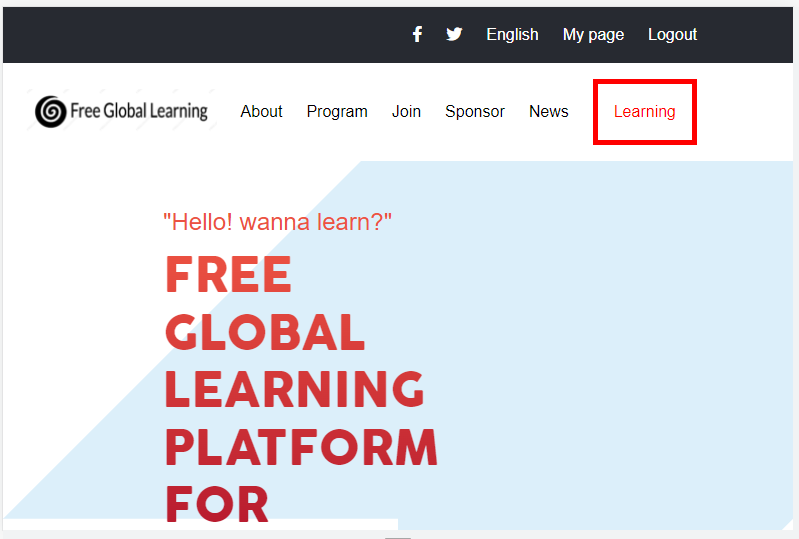 English My page Logout
Free Global Learning About Program Join Sponsor News Learning
"Hello! wanna learn?"
FREE
GLOBAL
LEARNING
PLATFORM
FOR